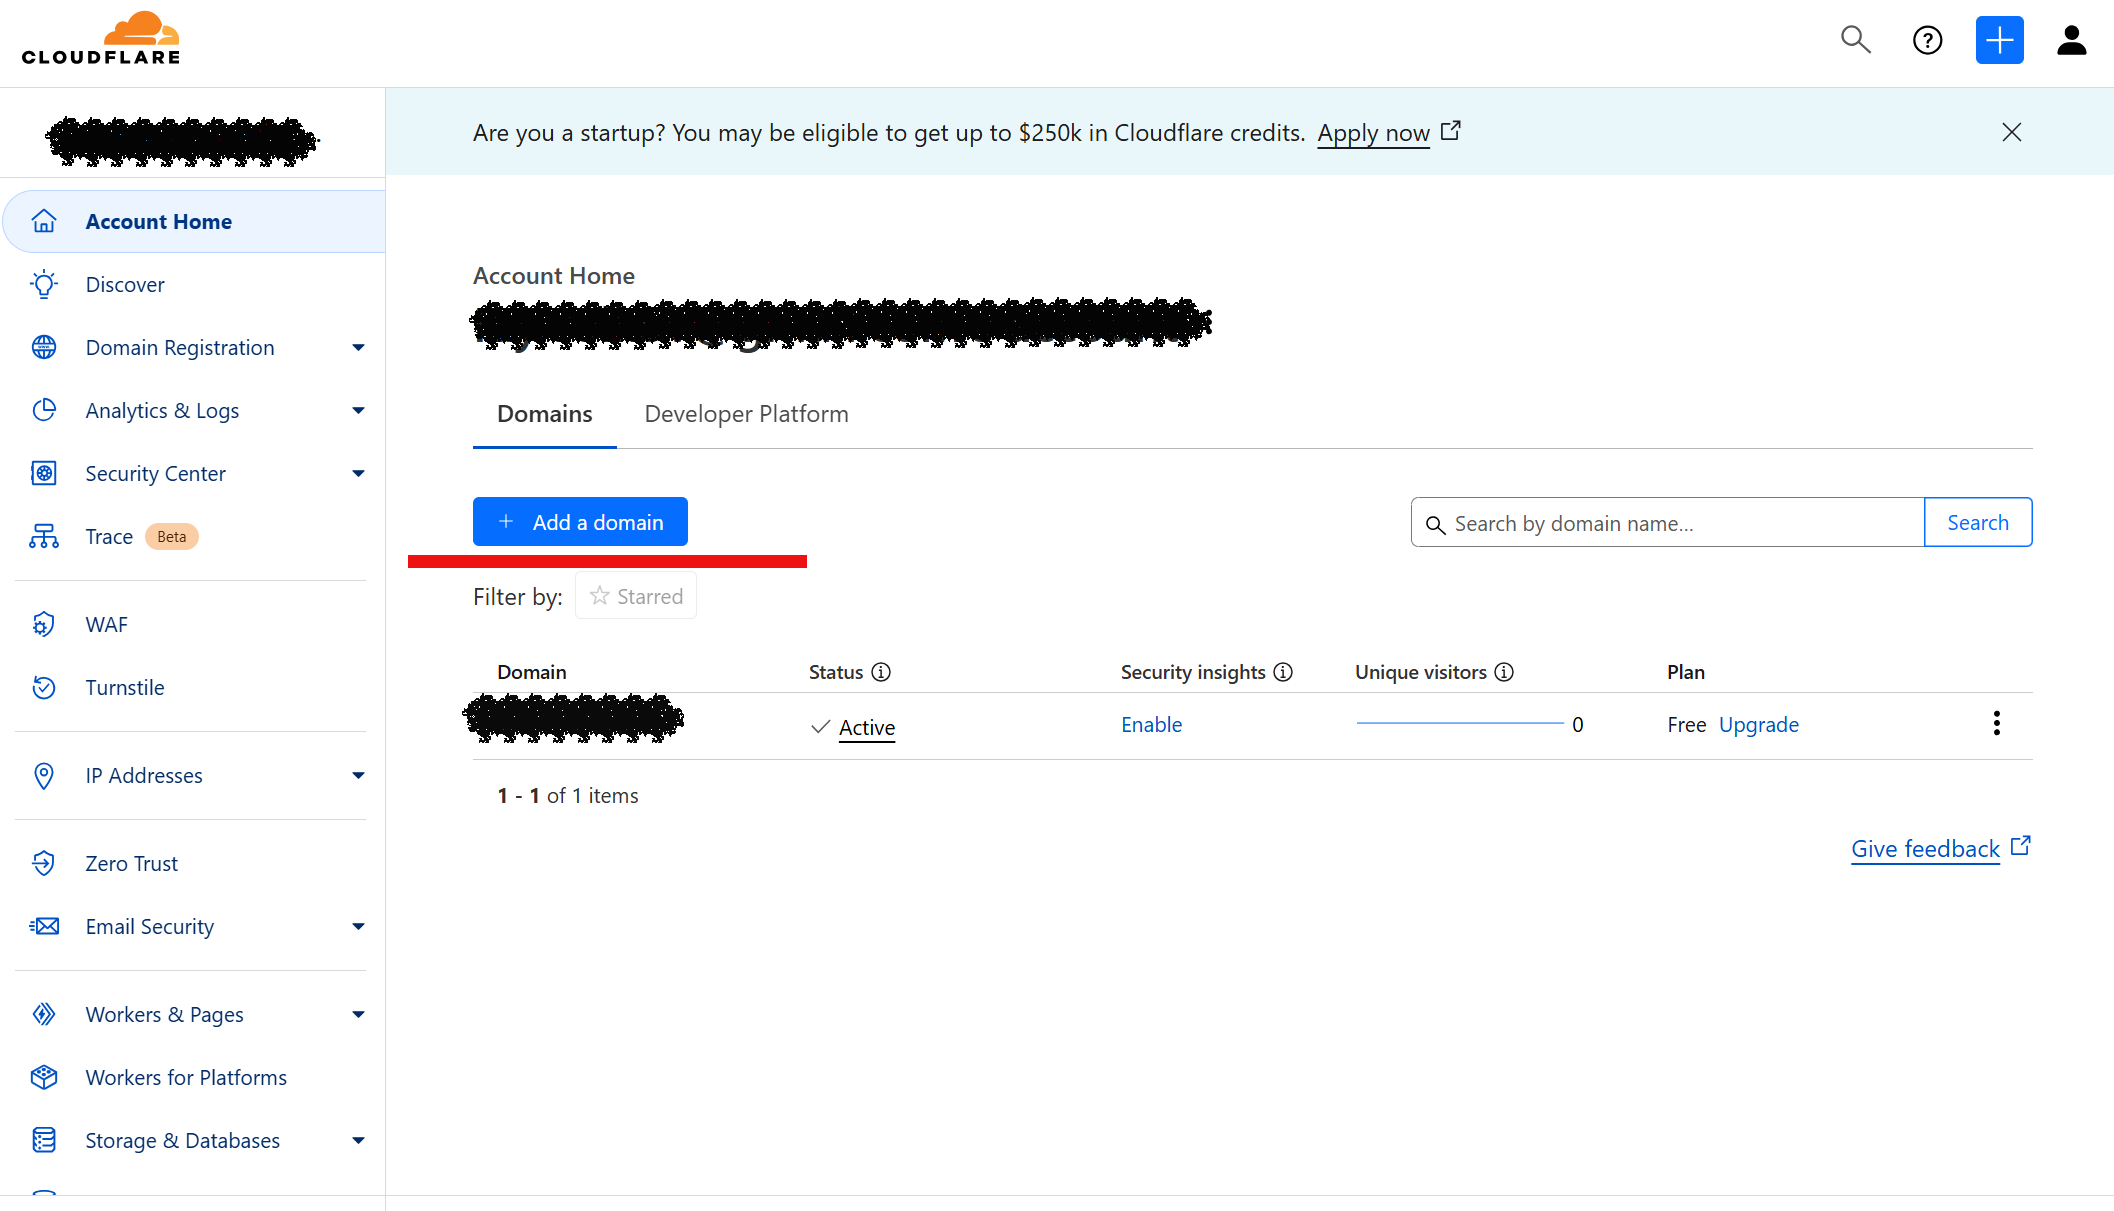 CLOUDFLARE
Are you a startup? You may be eligible to get up to $250k in Cloudflare credits. Apply now
Account Home
Discover
Domain Registration
Analytics & Logs
Security Center
Trace Beta
WAF
Turnstile
IP Addresses
Zero Trust
Email Security
Workers & Pages
Workers for Platforms
Storage & Databases
Account Home
Domains Developer Platform
+ Add a domain
Search by domain name... Search
Filter by: Starred
Domain Status Security insights Unique visitors Plan
Active Enable 0 Free Upgrade
1 - 1 of 1 items
Give feedback